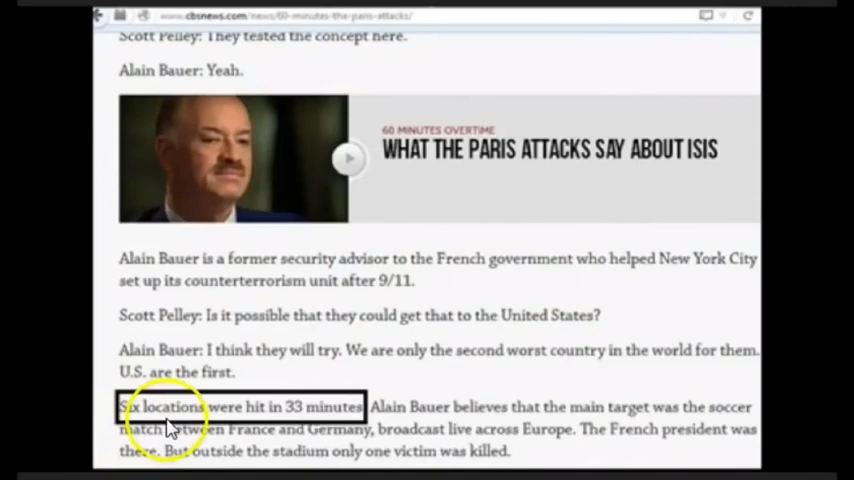 www.cbsnews.com/news/60-minutes-the-paris-attacks/
Scott Pelley: They tested the concept here.
Alain Bauer: Yeah.
60 MINUTES OVERTIME
WHAT THE PARIS ATTACKS SAY ABOUT ISIS
Alain Bauer is a former security advisor to the French government who helped New York City
set up its counterterrorism unit after 9/11.
Scott Pelley: Is it possible that they could get that to the United States?
Alain Bauer: I think they will try. We are only the second worst country in the world for them.
U.S. are the first.
Six locations were hit in 33 minutes. Alain Bauer believes that the main target was the soccer
match between France and Germany, broadcast live across Europe. The French president was
there. But outside the stadium only one victim was killed.